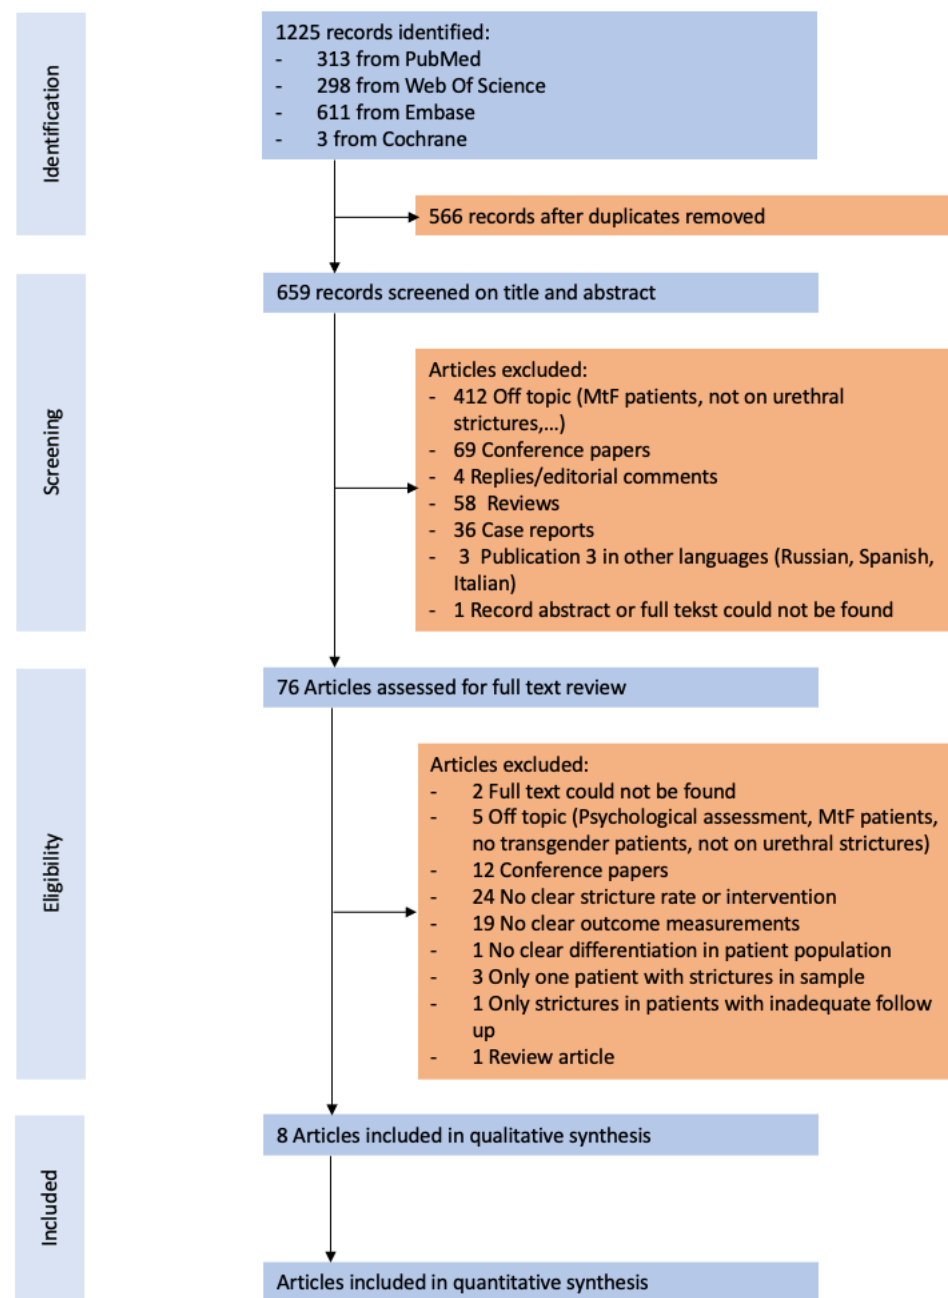 Identification
1225 records identified:
- 313 from PubMed
- 298 from Web Of Science
- 611 from Embase
- 3 from Cochrane
566 records after duplicates removed
Screening
659 records screened on title and abstract
Articles excluded:
- 412 Off topic (MtF patients, not on urethral
strictures,...)
- 69 Conference papers
- 4 Replies/editorial comments
- 58 Reviews
- 36 Case reports
- 3 Publication 3 in other languages (Russian, Spanish,
Italian)
- 1 Record abstract or full tekst could not be found
Eligibility
76 Articles assessed for full text review
Articles excluded:
- 2 Full text could not be found
- 5 Off topic (Psychological assessment, MtF patients,
no transgender patients, not on urethral strictures)
- 12 Conference papers
- 24 No clear stricture rate or intervention
- 19 No clear outcome measurements
- 1 No clear differentiation in patient population
- 3 Only one patient with strictures in sample
- 1 Only strictures in patients with inadequate follow
up
- 1 Review article
Included
8 Articles included in qualitative synthesis
Articles included in quantitative synthesis